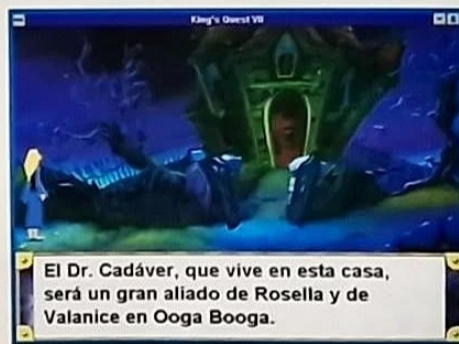 King's Quest VII
El Dr. Cadáver, que vive en esta casa,
será un gran aliado de Rosella y de
Valanice en Ooga Booga.